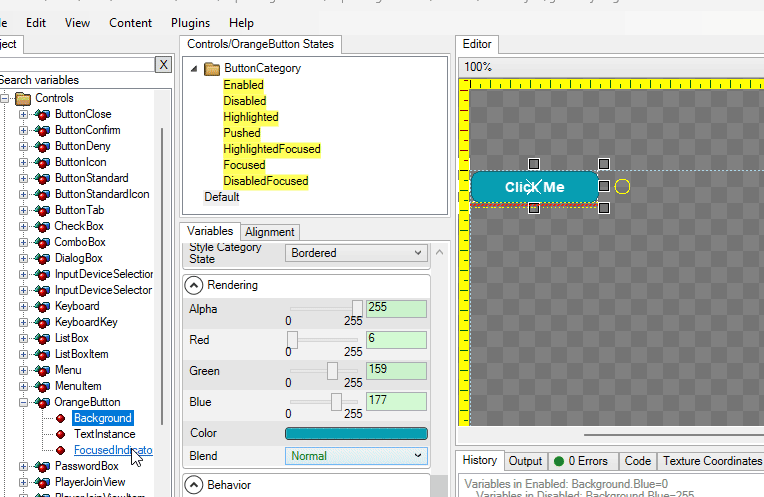 Edit View Content Plugins Help
Search variables
X
Controls
ButtonClose
ButtonConfirm
ButtonDeny
ButtonIcon
ButtonStandard
ButtonStandardIcon
ButtonTab
CheckBox
ComboBox
DialogBox
InputDeviceSelection
InputDeviceSelector
Keyboard
KeyboardKey
ListBox
ListBoxItem
Menu
MenuItem
OrangeButton
Background
TextInstance
FocusedIndicato
PasswordBox
PlayerJoinView
Controls/OrangeButton States
ButtonCategory
Enabled
Disabled
Highlighted
Pushed
HighlightedFocused
Focused
DisabledFocused
Default
Variables Alignment
Style Category
State
Bordered
Rendering
Alpha 255
0 255
Red 6
0 255
Green 159
0 255
Blue 177
0 255
Color
Blend Normal
Behavior
Editor
100%
Click Me
History Output 0 Errors Code Texture Coordinates
Variables in Enabled: Background.Blue=0
Variables in Disabled: Background.Blue=255